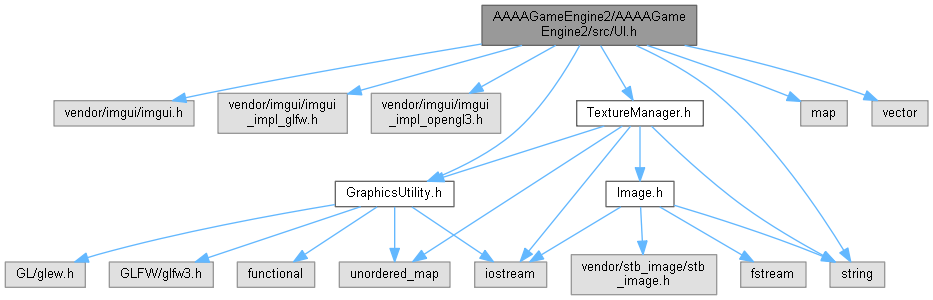 AAAAGameEngine2/AAAAGame
Engine2/src/UI.h
vendor/imgui/imgui.h
vendor/imgui/imgui
_impl_glfw.h
vendor/imgui/imgui
_impl_opengl3.h
TextureManager.h
map
vector
GraphicsUtility.h
Image.h
GL/glew.h
GLFW/glfw3.h
functional
unordered_map
iostream
vendor/stb_image/stb
_image.h
fstream
string